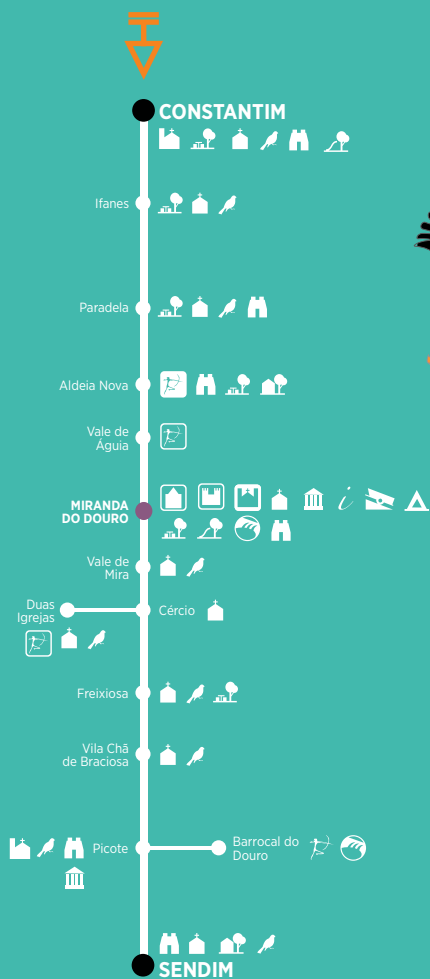 CONSTANTIM
Ifanes
Paradela
Aldeia Nova
Vale de
Águia
MIRANDA
DO DOURO
i
Vale de
Mira
Duas
Igrejas
Cércio
Freixiosa
Vila Chã
de Braciosa
Picote
Barrocal do
Douro
SENDIM